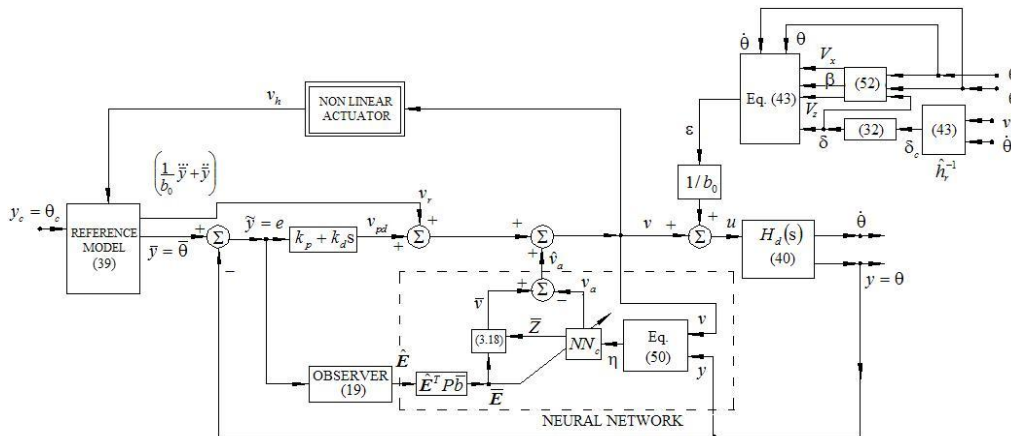 θ̇
θ
V_x
β
V_z
Eq. (43)
(52)
θ
θ
(32)
(43)
v
θ̇
δ
δ_c
ĥ_r^{-1}
ε
1/b_0
v_h
NON LINEAR
ACTUATOR
(1/b_0 y⃛̄ + ÿ̄)
v_r
y_c = θ_c
REFERENCE
MODEL
(39)
ȳ = θ̄
+
Σ
−
ỹ = e
k_p + k_d s
v_pd
+
+
Σ
+
+
Σ
v
+
+
Σ
u
H_d(s)
(40)
θ̇
y = θ
v̂_a
+
Σ
−
v_a
v̄
(3.18)
Z̄
NN_c
η
Eq.
(50)
v
y
OBSERVER
(19)
Ê
Ê^T P b̄
Ē
NEURAL NETWORK